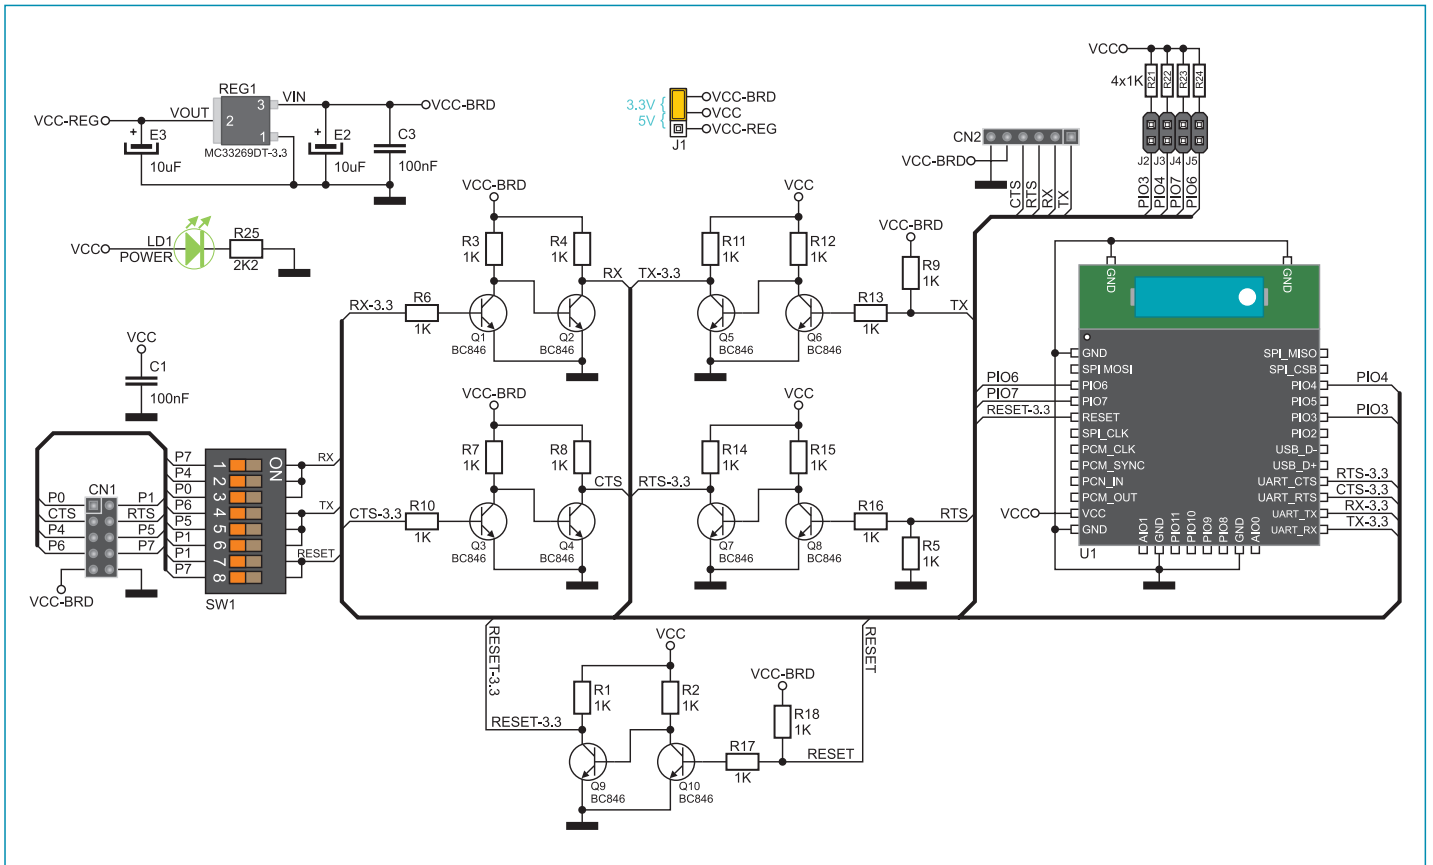 REG1
VIN
3
VCC-BRD
VOUT
VCC-REG
2
1
E3
10uF
MC33269DT-3.3
E2
10uF
C3
100nF
3.3V
5V
VCC-BRD
VCC
VCC-REG
J1
VCC
4x1K
R21
R22
R23
R24
J2
J3
J4
J5
PIO3
PIO4
PIO7
PIO6
CN2
VCC-BRD
CTS
RTS
RX
TX
VCC
LD1
POWER
R25
2K2
VCC
C1
100nF
VCC-BRD
R3
1K
R4
1K
RX
RX-3.3
R6
1K
Q1
BC846
Q2
BC846
VCC
R11
1K
R12
1K
TX-3.3
Q5
BC846
Q6
BC846
R13
1K
VCC-BRD
R9
1K
TX
VCC-BRD
R7
1K
R8
1K
CTS
CTS-3.3
R10
1K
Q3
BC846
Q4
BC846
VCC
R14
1K
R15
1K
RTS-3.3
Q7
BC846
Q8
BC846
R16
1K
RTS
R5
1K
GND
GND
GND
SPI MOSI
PIO6
PIO7
RESET
SPI_CLK
PCM_CLK
PCM_SYNC
PCN_IN
PCM_OUT
VCC
GND
SPI_MISO
SPI_CSB
PIO4
PIO5
PIO3
PIO2
USB_D-
USB_D+
UART_CTS
UART_RTS
UART_TX
UART_RX
AIO1
GND
PIO11
PIO10
PIO9
PIO8
GND
AIO0
U1
PIO6
PIO7
RESET-3.3
VCC
PIO4
PIO3
RTS-3.3
CTS-3.3
RX-3.3
TX-3.3
CN1
P0
CTS
P4
P6
P1
RTS
P5
P7
VCC-BRD
P7
P4
P0
P6
P5
P1
P1
P7
1
2
3
4
5
6
7
8
ON
SW1
RX
TX
RESET
RESET-3.3
RESET
VCC
R1
1K
R2
1K
RESET-3.3
Q9
BC846
Q10
BC846
R17
1K
VCC-BRD
R18
1K
RESET